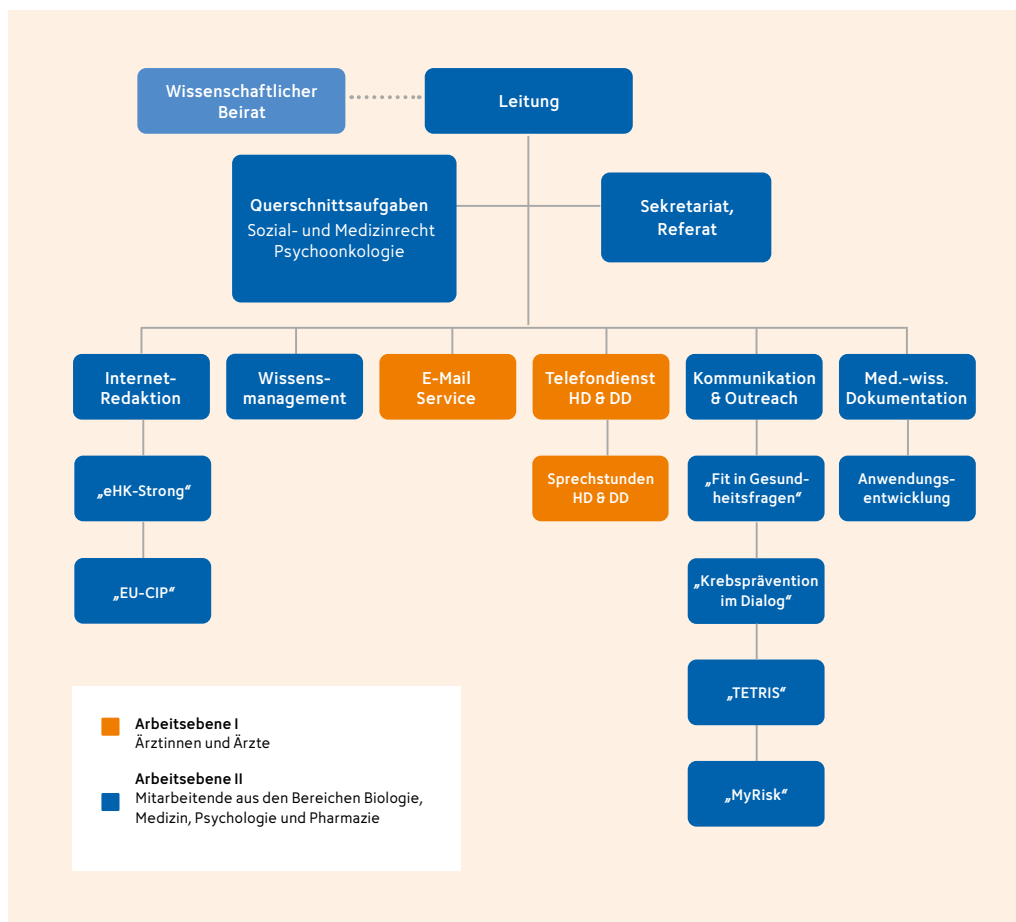 Wissenschaftlicher
Beirat
Leitung
Querschnittsaufgaben
Sozial- und Medizinrecht
Psychoonkologie
Sekretariat,
Referat
Internet-
Redaktion
Wissens-
management
E-Mail
Service
Telefondienst
HD & DD
Kommunikation
& Outreach
Med.-wiss.
Dokumentation
„eHK-Strong“
Sprechstunden
HD & DD
„Fit in Gesund-
heitsfragen“
Anwendungs-
entwicklung
„EU-CIP“
„Krebsprävention
im Dialog“
„TETRIS“
„MyRisk“
Arbeitsebene I
Ärztinnen und Ärzte
Arbeitsebene II
Mitarbeitende aus den Bereichen Biologie,
Medizin, Psychologie und Pharmazie